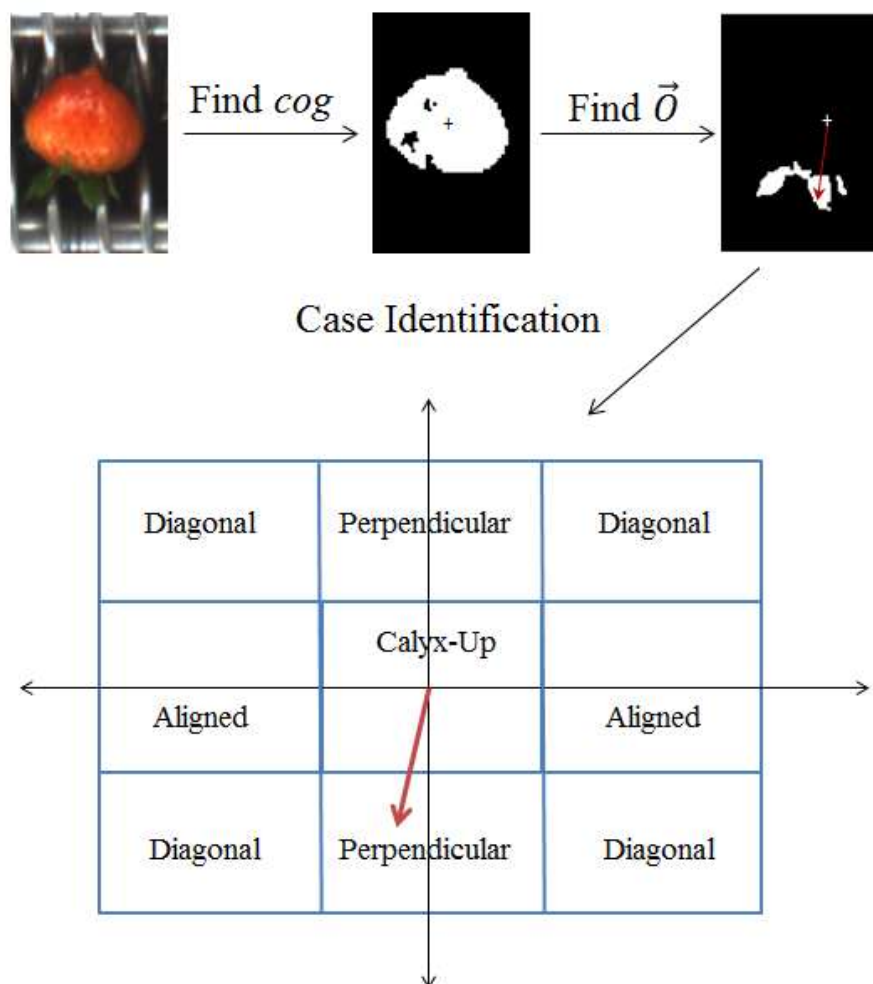 Find cog
Find O⃗
Case Identification
Diagonal Perpendicular Diagonal
Calyx-Up
Aligned Aligned
Diagonal Perpendicular Diagonal